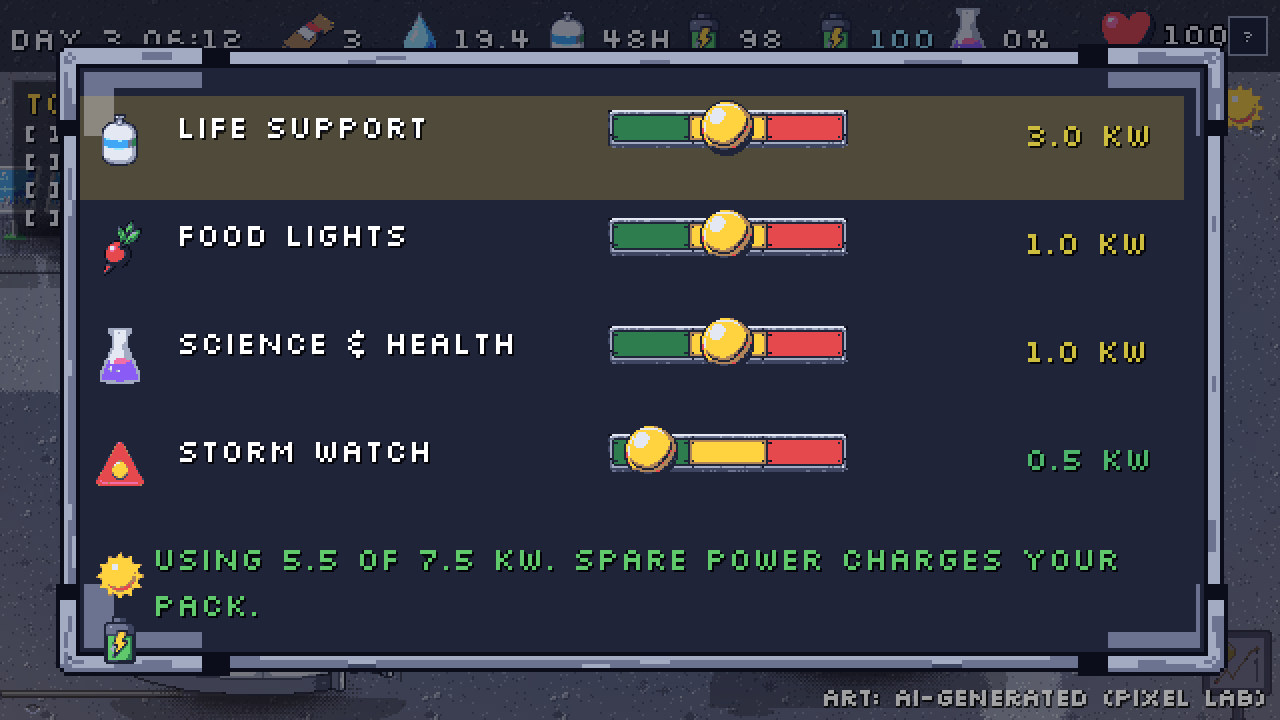 DAY 3 06:12 3 19.4 48H 98 100 0% 100 ?
LIFE SUPPORT 3.0 KW
FOOD LIGHTS 1.0 KW
SCIENCE & HEALTH 1.0 KW
STORM WATCH 0.5 KW
USING 5.5 OF 7.5 KW. SPARE POWER CHARGES YOUR
PACK.
ART: AI-GENERATED (PIXEL LAB)